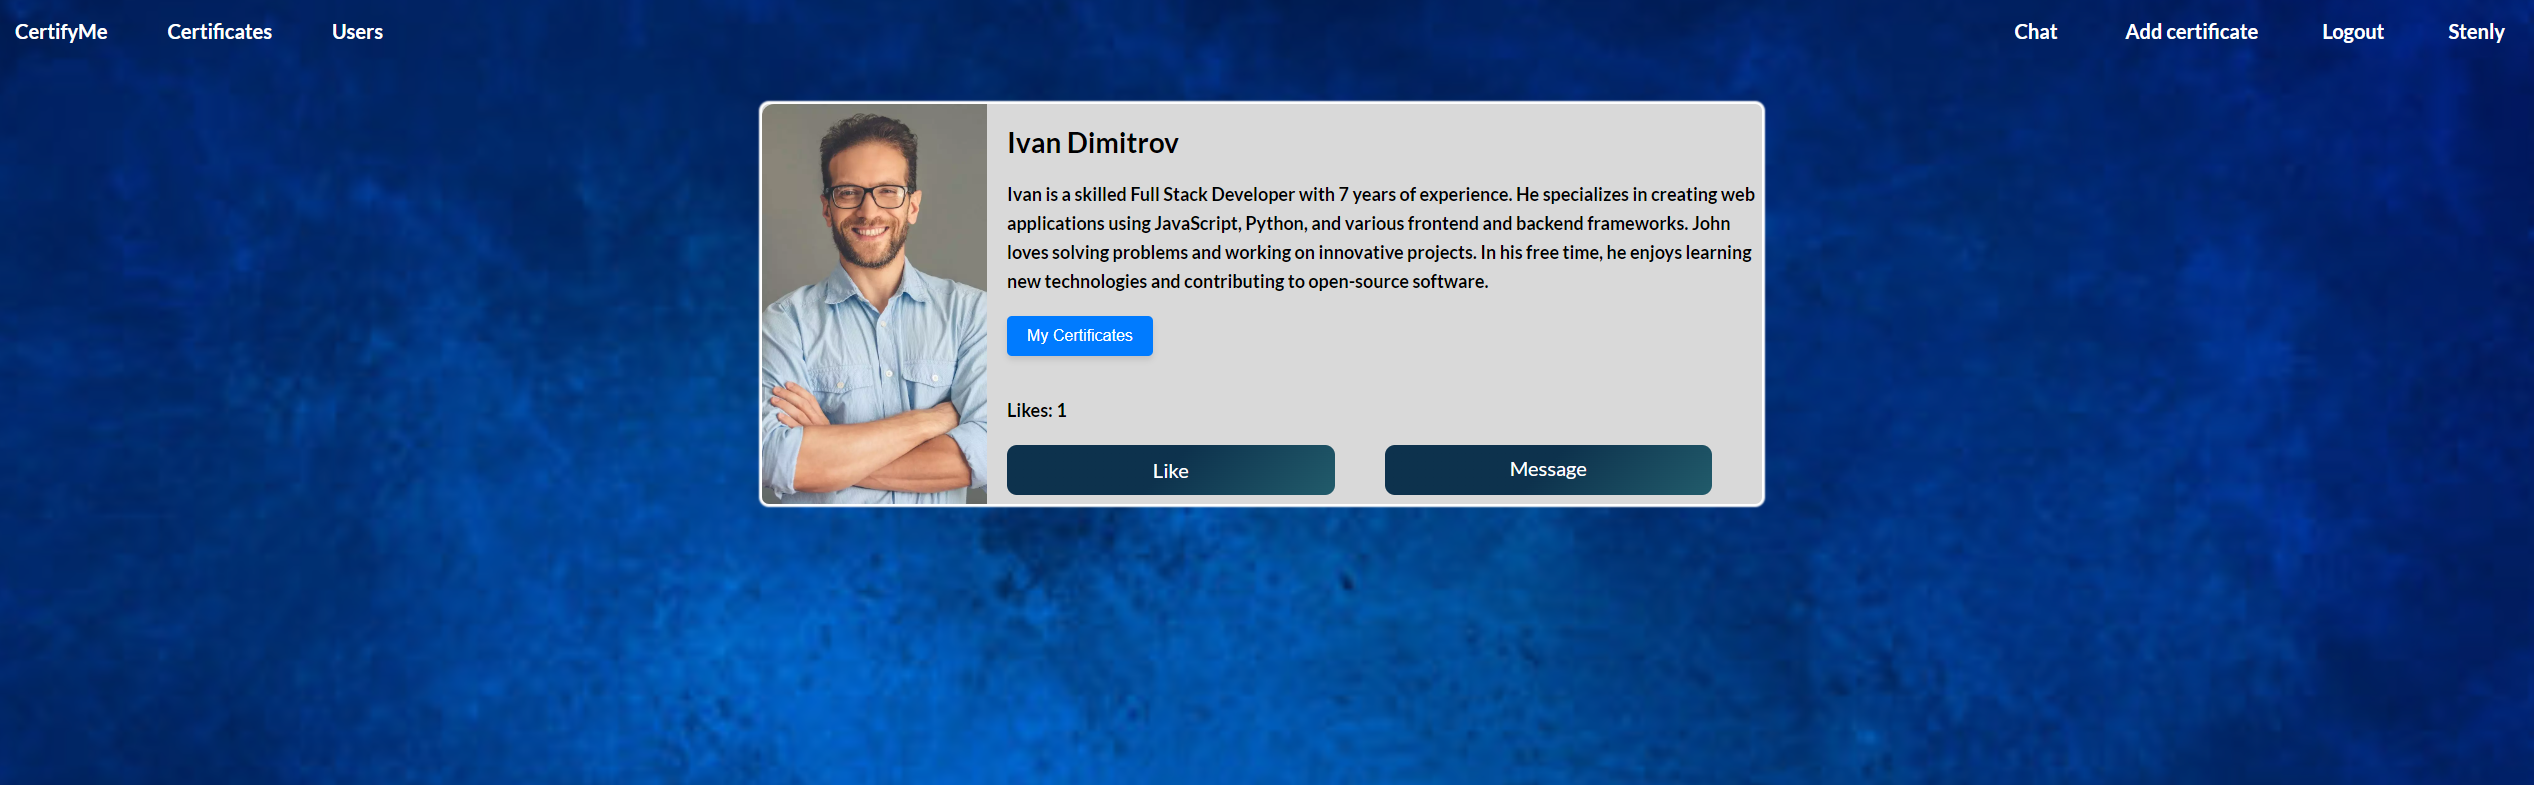 CertifyMe Certificates Users Chat Add certificate Logout Stenly
Ivan Dimitrov
Ivan is a skilled Full Stack Developer with 7 years of experience. He specializes in creating web
applications using JavaScript, Python, and various frontend and backend frameworks. John
loves solving problems and working on innovative projects. In his free time, he enjoys learning
new technologies and contributing to open-source software.
My Certificates
Likes: 1
Like Message